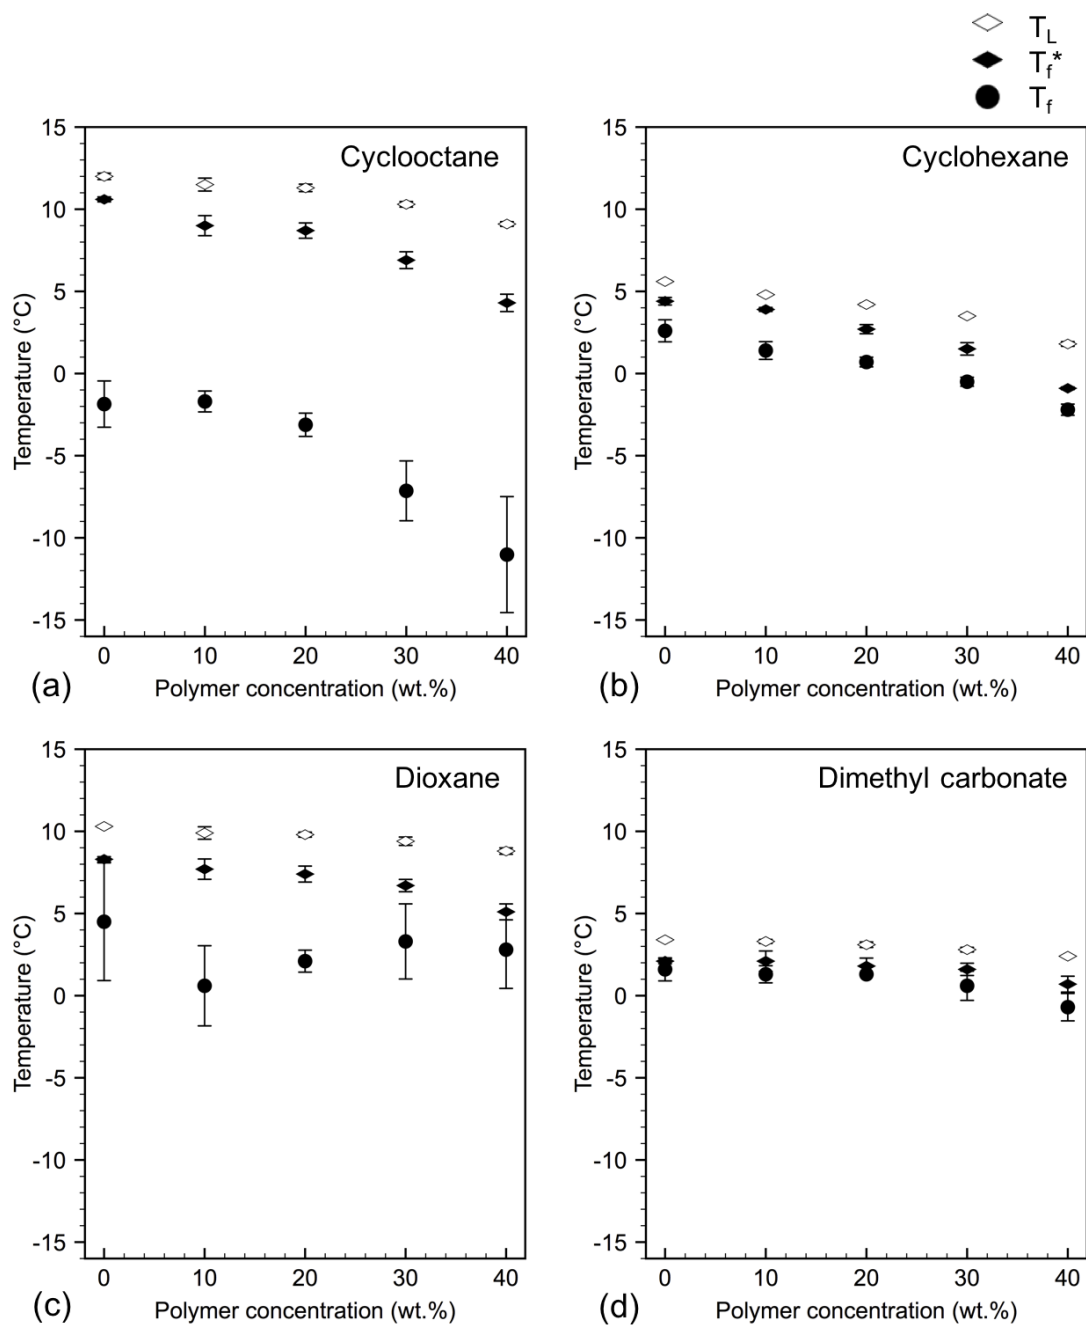 T_L
T_f*
T_f
Cyclooctane
15
10
5
0
-5
-10
-15
Temperature (°C)
0 10 20 30 40
Polymer concentration (wt.%)
(a)
Cyclohexane
15
10
5
0
-5
-10
-15
Temperature (°C)
0 10 20 30 40
Polymer concentration (wt.%)
(b)
Dioxane
15
10
5
0
-5
-10
-15
Temperature (°C)
0 10 20 30 40
Polymer concentration (wt.%)
(c)
Dimethyl carbonate
15
10
5
0
-5
-10
-15
Temperature (°C)
0 10 20 30 40
Polymer concentration (wt.%)
(d)